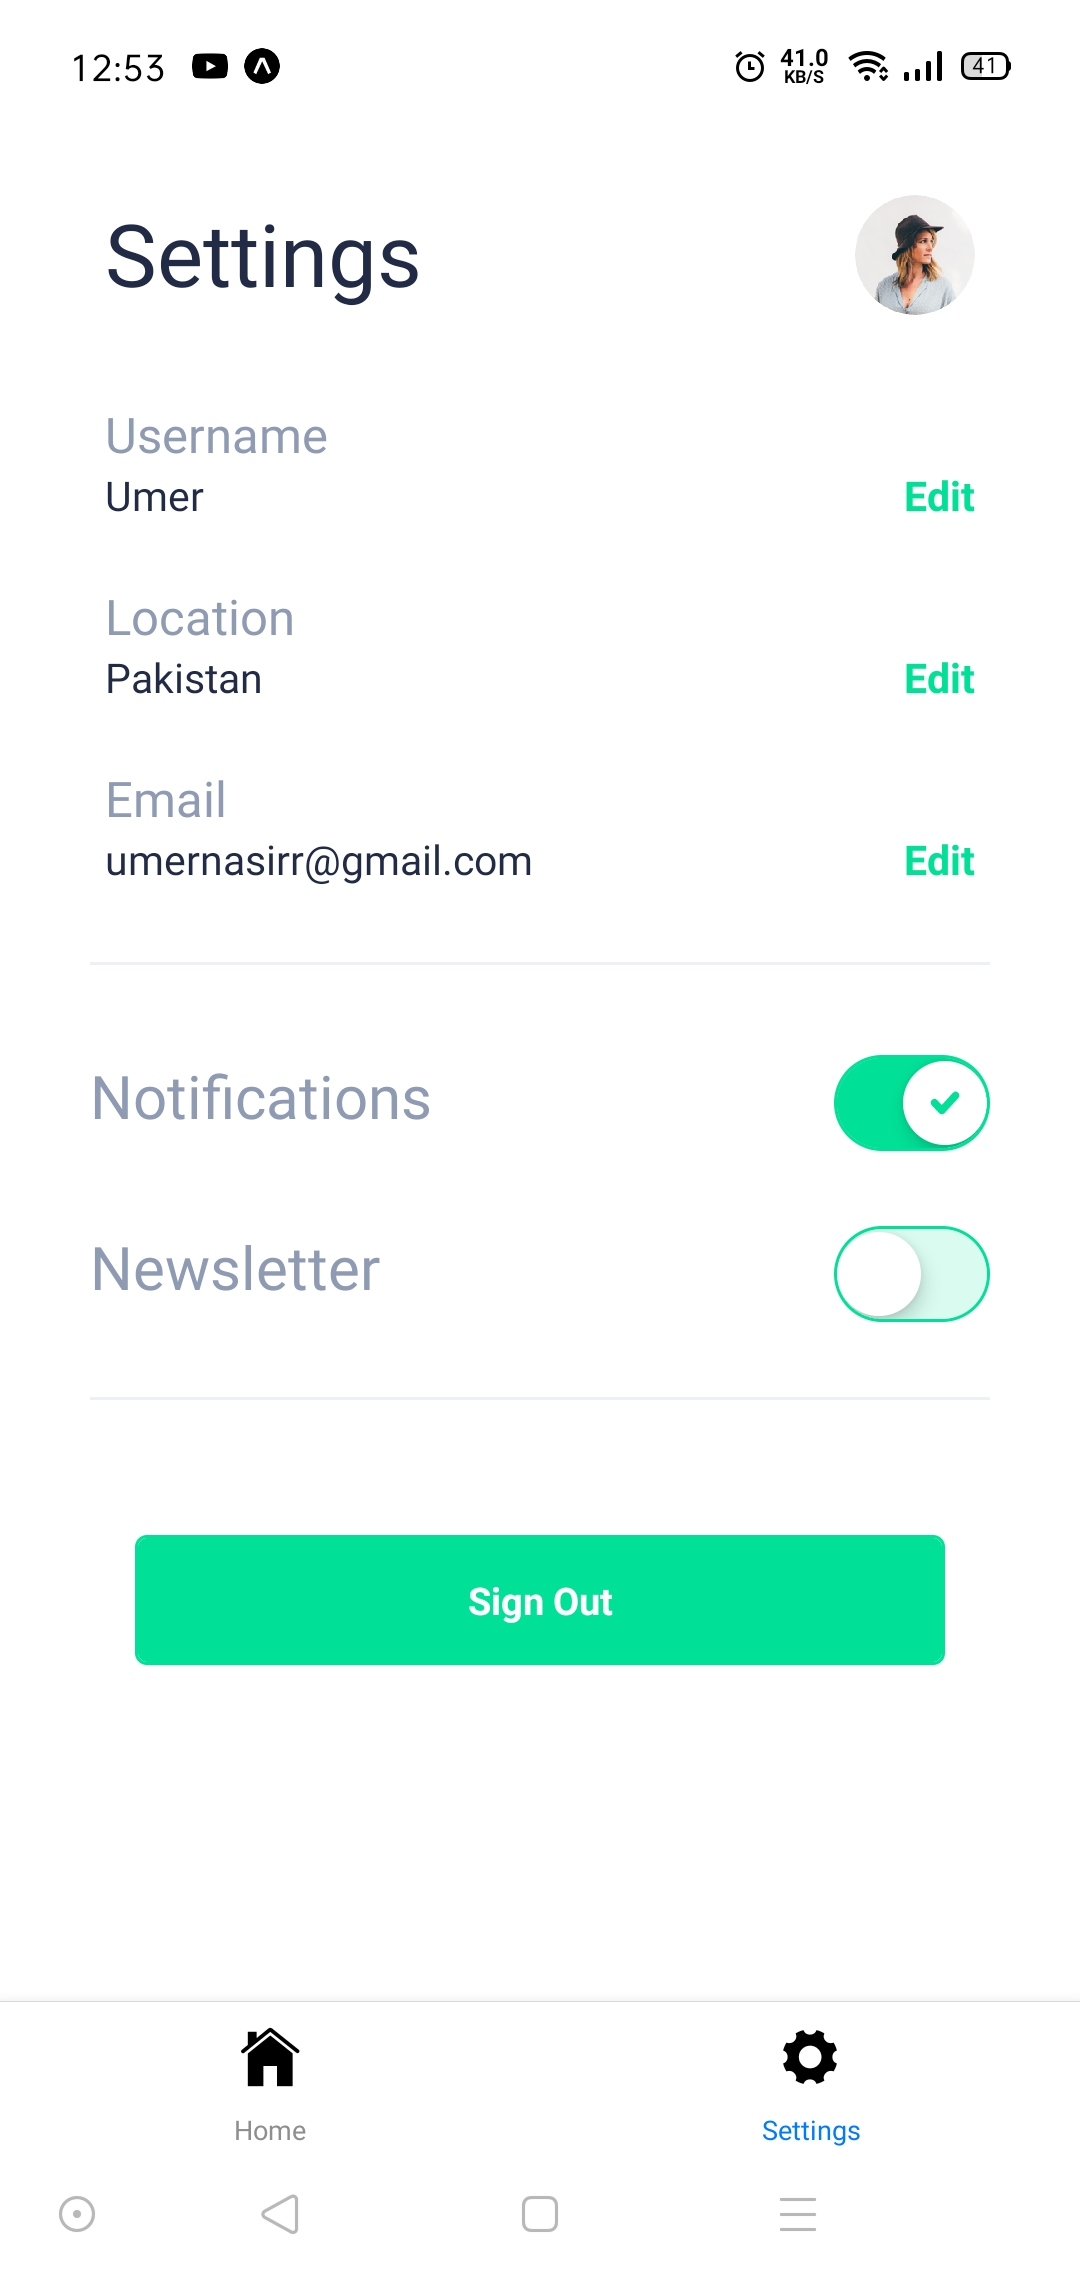 12:53 41.0 KB/S 41
Settings
Username
Umer Edit
Location
Pakistan Edit
Email
umernasirr@gmail.com Edit
Notifications
Newsletter
Sign Out
Home Settings